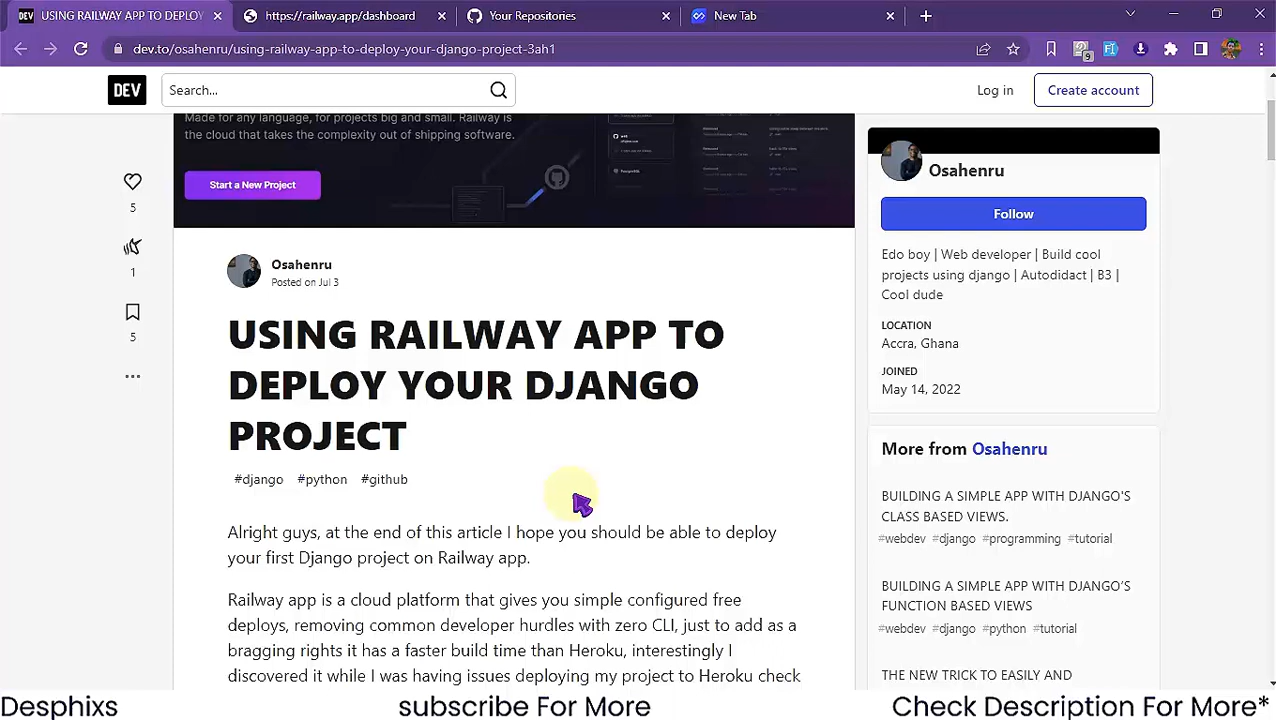 USING RAILWAY APP TO DEPLOY
https://railway.app/dashboard
Your Repositories
New Tab
dev.to/osahenru/using-railway-app-to-deploy-your-django-project-3ah1
9
DEV
Search...
Log in
Create account
Made for any language, for projects big and small. Railway is
the cloud that takes the complexity out of shipping software.
Start a New Project
5
1
5
Osahenru
Posted on Jul 3
USING RAILWAY APP TO
DEPLOY YOUR DJANGO
PROJECT
#django #python #github
Alright guys, at the end of this article I hope you should be able to deploy
your first Django project on Railway app.
Railway app is a cloud platform that gives you simple configured free
deploys, removing common developer hurdles with zero CLI, just to add as a
bragging rights it has a faster build time than Heroku, interestingly I
discovered it while I was having issues deploying my project to Heroku check
Osahenru
Follow
Edo boy | Web developer | Build cool
projects using django | Autodidact | B3 |
Cool dude
LOCATION
Accra, Ghana
JOINED
May 14, 2022
More from Osahenru
BUILDING A SIMPLE APP WITH DJANGO'S
CLASS BASED VIEWS.
#webdev #django #programming #tutorial
BUILDING A SIMPLE APP WITH DJANGO'S
FUNCTION BASED VIEWS
#webdev #django #python #tutorial
THE NEW TRICK TO EASILY AND
Desphixs
subscribe For More
Check Description For More*